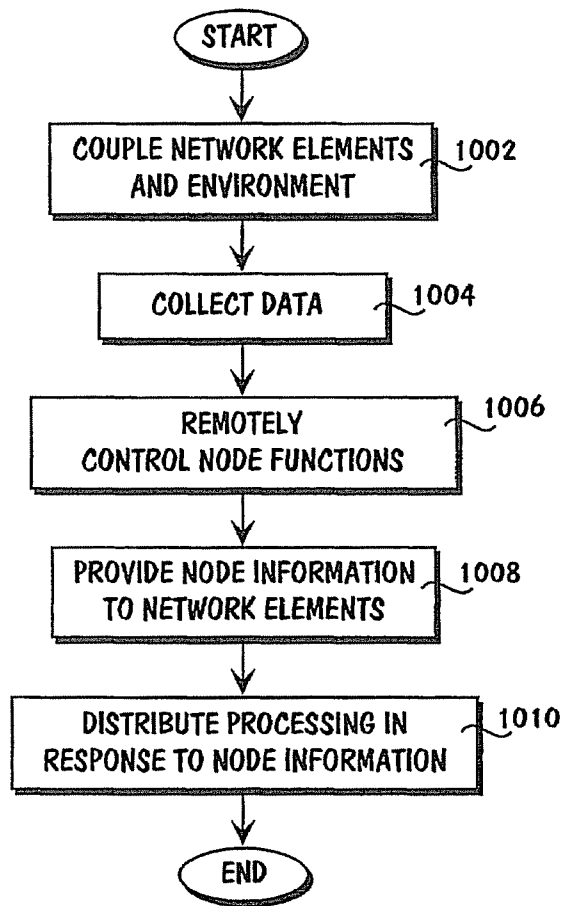 START
COUPLE NETWORK ELEMENTS
AND ENVIRONMENT
1002
COLLECT DATA
1004
REMOTELY
CONTROL NODE FUNCTIONS
1006
PROVIDE NODE INFORMATION
TO NETWORK ELEMENTS
1008
DISTRIBUTE PROCESSING IN
RESPONSE TO NODE INFORMATION
1010
END